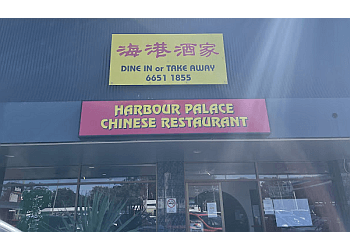 海港酒家
DINE IN or TAKE AWAY
6651 1855
HARBOUR PALACE
CHINESE RESTAURANT